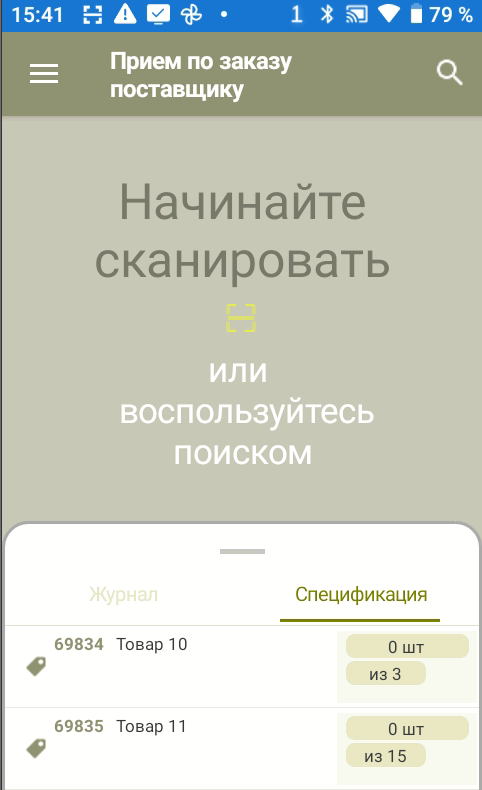 15:41 1 79 %
Прием по заказу
поставщику
Начинайте
сканировать
или
воспользуйтесь
поиском
Журнал Спецификация
69834 Товар 10 0 шт
из 3
69835 Товар 11 0 шт
из 15